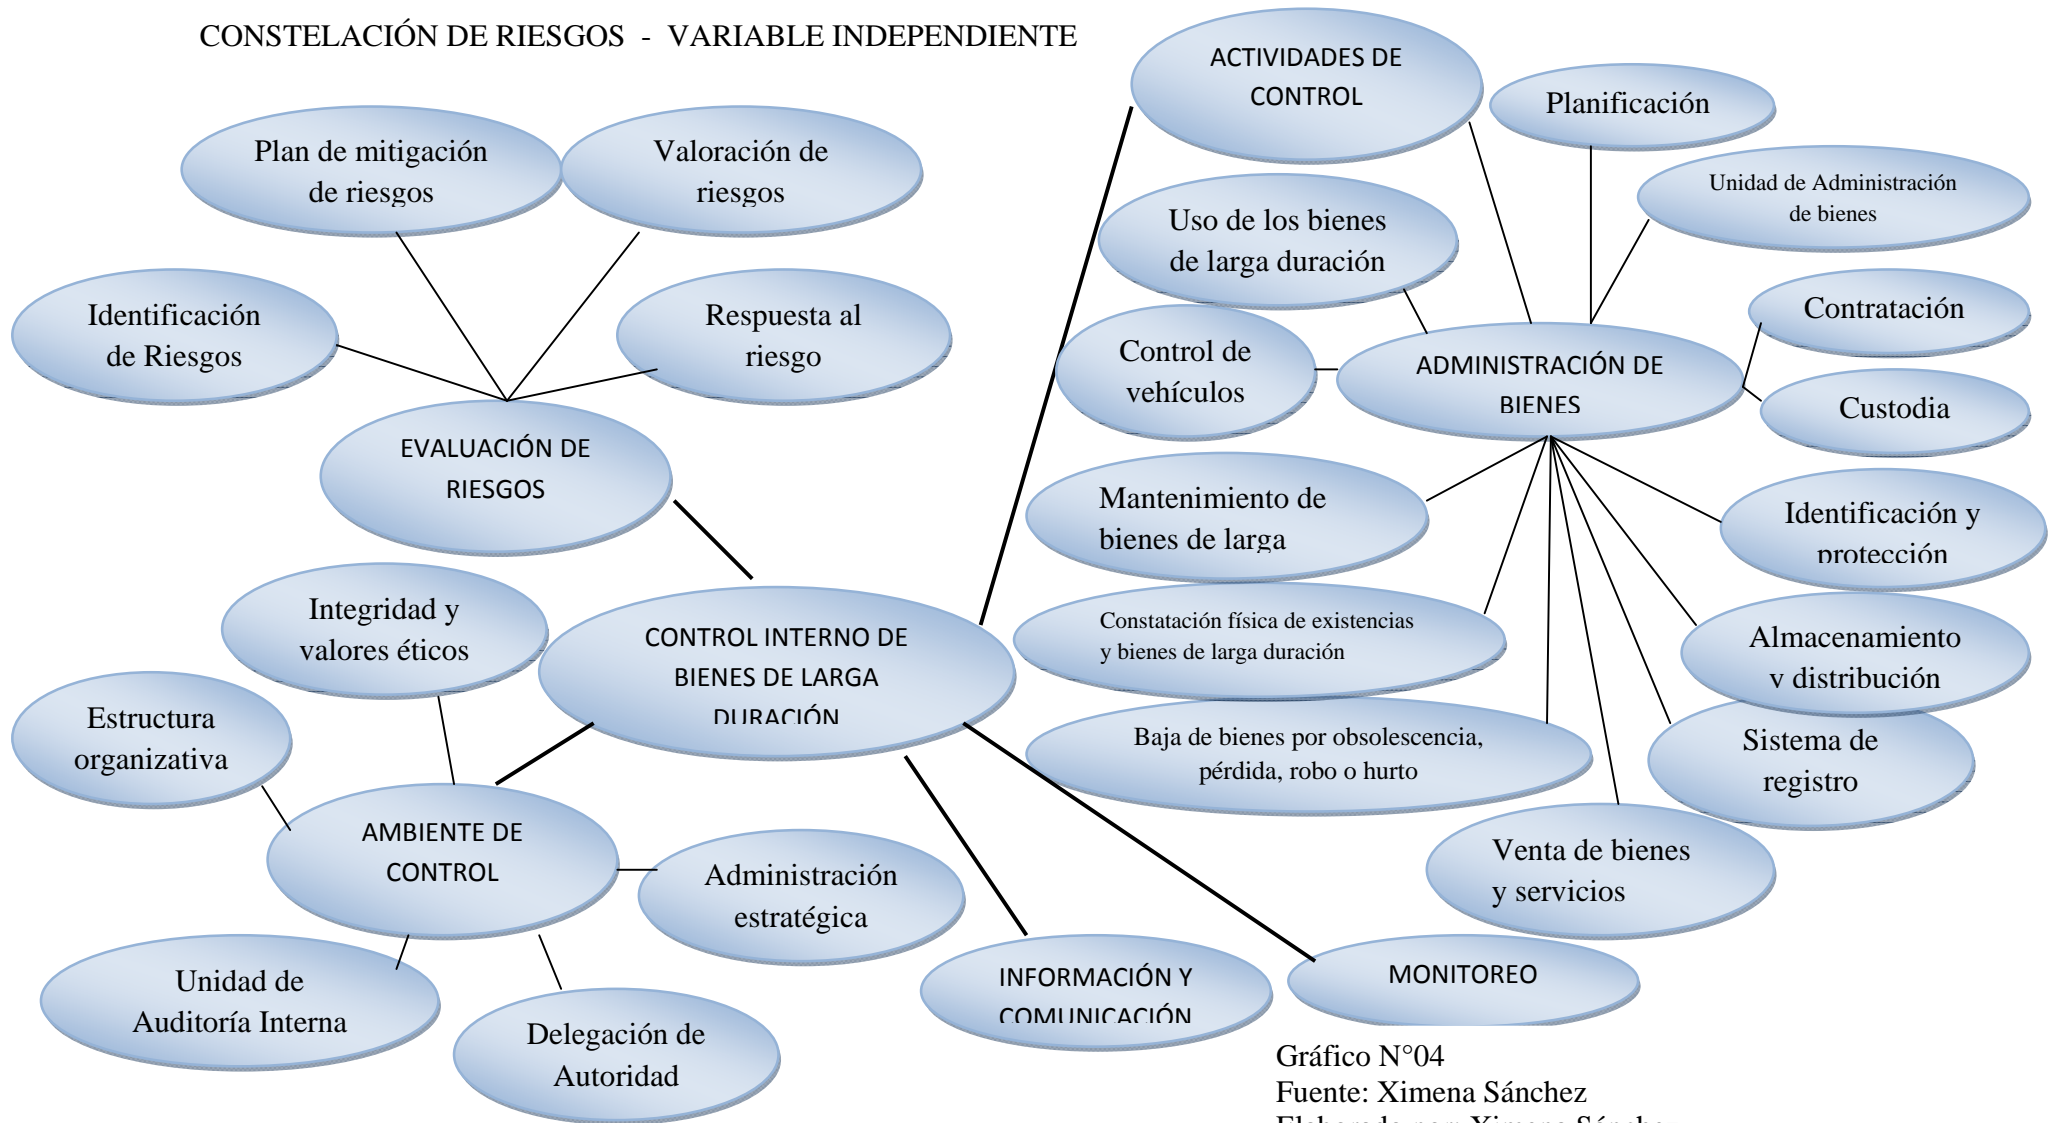 CONSTELACIÓN DE RIESGOS - VARIABLE INDEPENDIENTE
ACTIVIDADES DE
CONTROL
Planificación
Plan de mitigación
de riesgos
Valoración de
riesgos
Unidad de Administración
de bienes
Uso de los bienes
de larga duración
Identificación
de Riesgos
Respuesta al
riesgo
Contratación
Control de
vehículos
ADMINISTRACIÓN DE
BIENES
Custodia
EVALUACIÓN DE
RIESGOS
Mantenimiento de
bienes de larga
Identificación y
protección
Integridad y
valores éticos
CONTROL INTERNO DE
BIENES DE LARGA
DURACIÓN
Constatación física de existencias
y bienes de larga duración
Almacenamiento
y distribución
Estructura
organizativa
Baja de bienes por obsolescencia,
pérdida, robo o hurto
Sistema de
registro
AMBIENTE DE
CONTROL
Administración
estratégica
Venta de bienes
y servicios
Unidad de
Auditoría Interna
Delegación de
Autoridad
INFORMACIÓN Y
COMUNICACIÓN
MONITOREO
Gráfico N°04
Fuente: Ximena Sánchez
Elaborado por: Ximena Sánchez